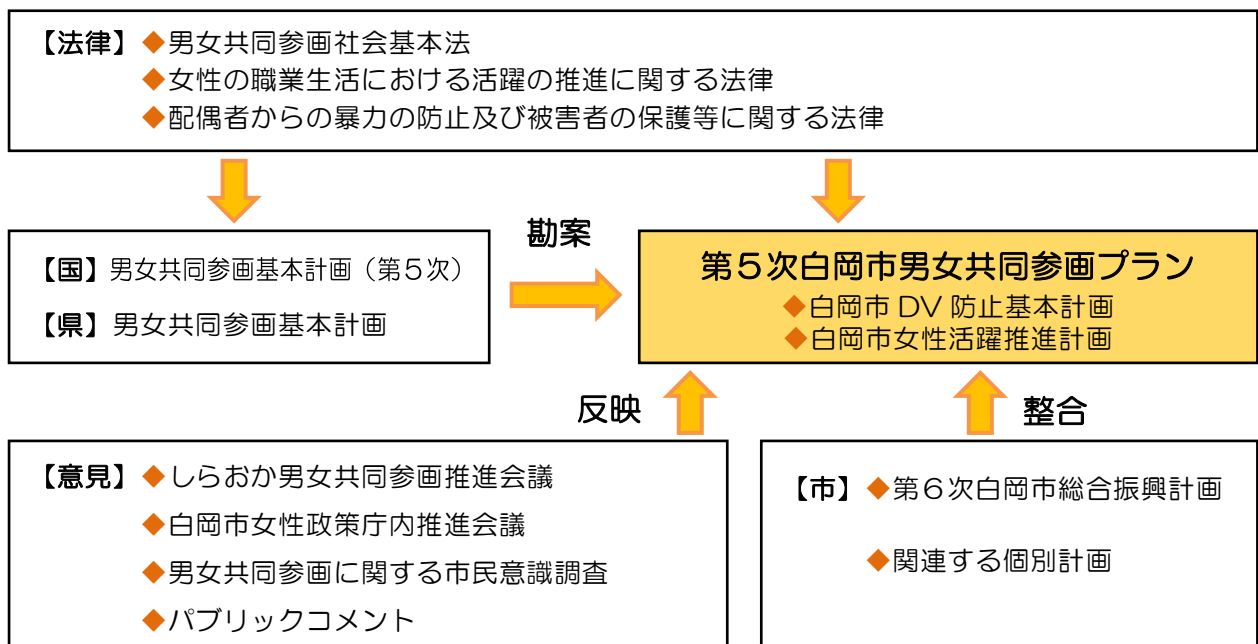 【法律】◆男女共同参画社会基本法
◆女性の職業生活における活躍の推進に関する法律
◆配偶者からの暴力の防止及び被害者の保護等に関する法律
【国】男女共同参画基本計画（第５次）
【県】男女共同参画基本計画
勘案
第５次白岡市男女共同参画プラン
◆白岡市 DV 防止基本計画
◆白岡市女性活躍推進計画
反映
整合
【意見】◆しらおか男女共同参画推進会議
◆白岡市女性政策庁内推進会議
◆男女共同参画に関する市民意識調査
◆パブリックコメント
【市】◆第６次白岡市総合振興計画
◆関連する個別計画